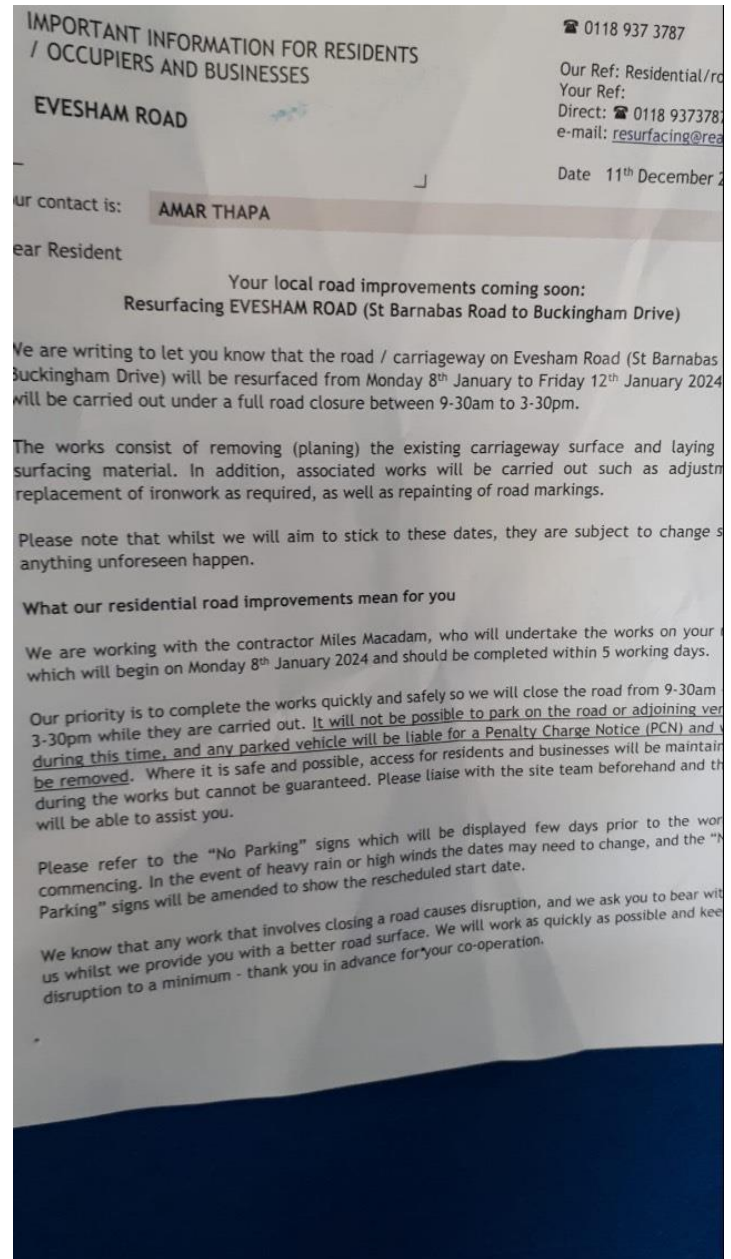 IMPORTANT INFORMATION FOR RESIDENTS
/ OCCUPIERS AND BUSINESSES
EVESHAM ROAD
☎ 0118 937 3787
Our Ref: Residential/ro
Your Ref:
Direct: ☎ 0118 9373787
e-mail: resurfacing@rea
Date 11th December 2
ur contact is: AMAR THAPA
ear Resident
Your local road improvements coming soon:
Resurfacing EVESHAM ROAD (St Barnabas Road to Buckingham Drive)
We are writing to let you know that the road / carriageway on Evesham Road (St Barnabas
Buckingham Drive) will be resurfaced from Monday 8th January to Friday 12th January 2024
will be carried out under a full road closure between 9-30am to 3-30pm.
The works consist of removing (planing) the existing carriageway surface and laying
surfacing material. In addition, associated works will be carried out such as adjustm
replacement of ironwork as required, as well as repainting of road markings.
Please note that whilst we will aim to stick to these dates, they are subject to change s
anything unforeseen happen.
What our residential road improvements mean for you
We are working with the contractor Miles Macadam, who will undertake the works on your
which will begin on Monday 8th January 2024 and should be completed within 5 working days.
Our priority is to complete the works quickly and safely so we will close the road from 9-30am
3-30pm while they are carried out. It will not be possible to park on the road or adjoining ver
during this time, and any parked vehicle will be liable for a Penalty Charge Notice (PCN) and
be removed. Where it is safe and possible, access for residents and businesses will be maintain
during the works but cannot be guaranteed. Please liaise with the site team beforehand and th
will be able to assist you.
Please refer to the “No Parking” signs which will be displayed few days prior to the wor
commencing. In the event of heavy rain or high winds the dates may need to change, and the “N
Parking” signs will be amended to show the rescheduled start date.
We know that any work that involves closing a road causes disruption, and we ask you to bear wit
us whilst we provide you with a better road surface. We will work as quickly as possible and kee
disruption to a minimum - thank you in advance for your co-operation.